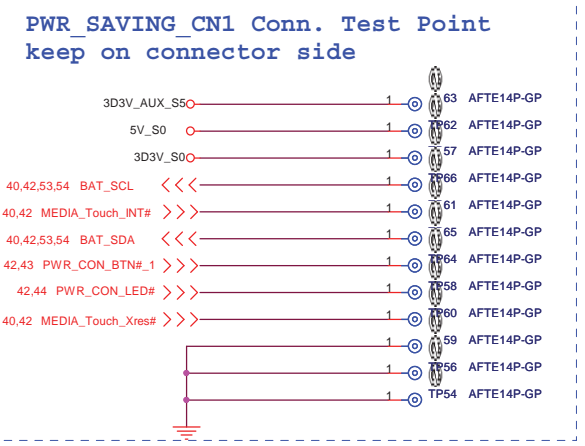 PWR_SAVING_CN1 Conn. Test Point
keep on connector side
3D3V_AUX_S5 1 63 AFTE14P-GP
5V_S0 1 TP62 AFTE14P-GP
3D3V_S0 1 57 AFTE14P-GP
40,42,53,54 BAT_SCL 1 TP66 AFTE14P-GP
40,42 MEDIA_Touch_INT# 1 61 AFTE14P-GP
40,42,53,54 BAT_SDA 1 65 AFTE14P-GP
42,43 PWR_CON_BTN#_1 1 TP64 AFTE14P-GP
42,44 PWR_CON_LED# 1 TP58 AFTE14P-GP
40,42 MEDIA_Touch_Xres# 1 TP60 AFTE14P-GP
1 59 AFTE14P-GP
1 TP56 AFTE14P-GP
1 TP54 AFTE14P-GP